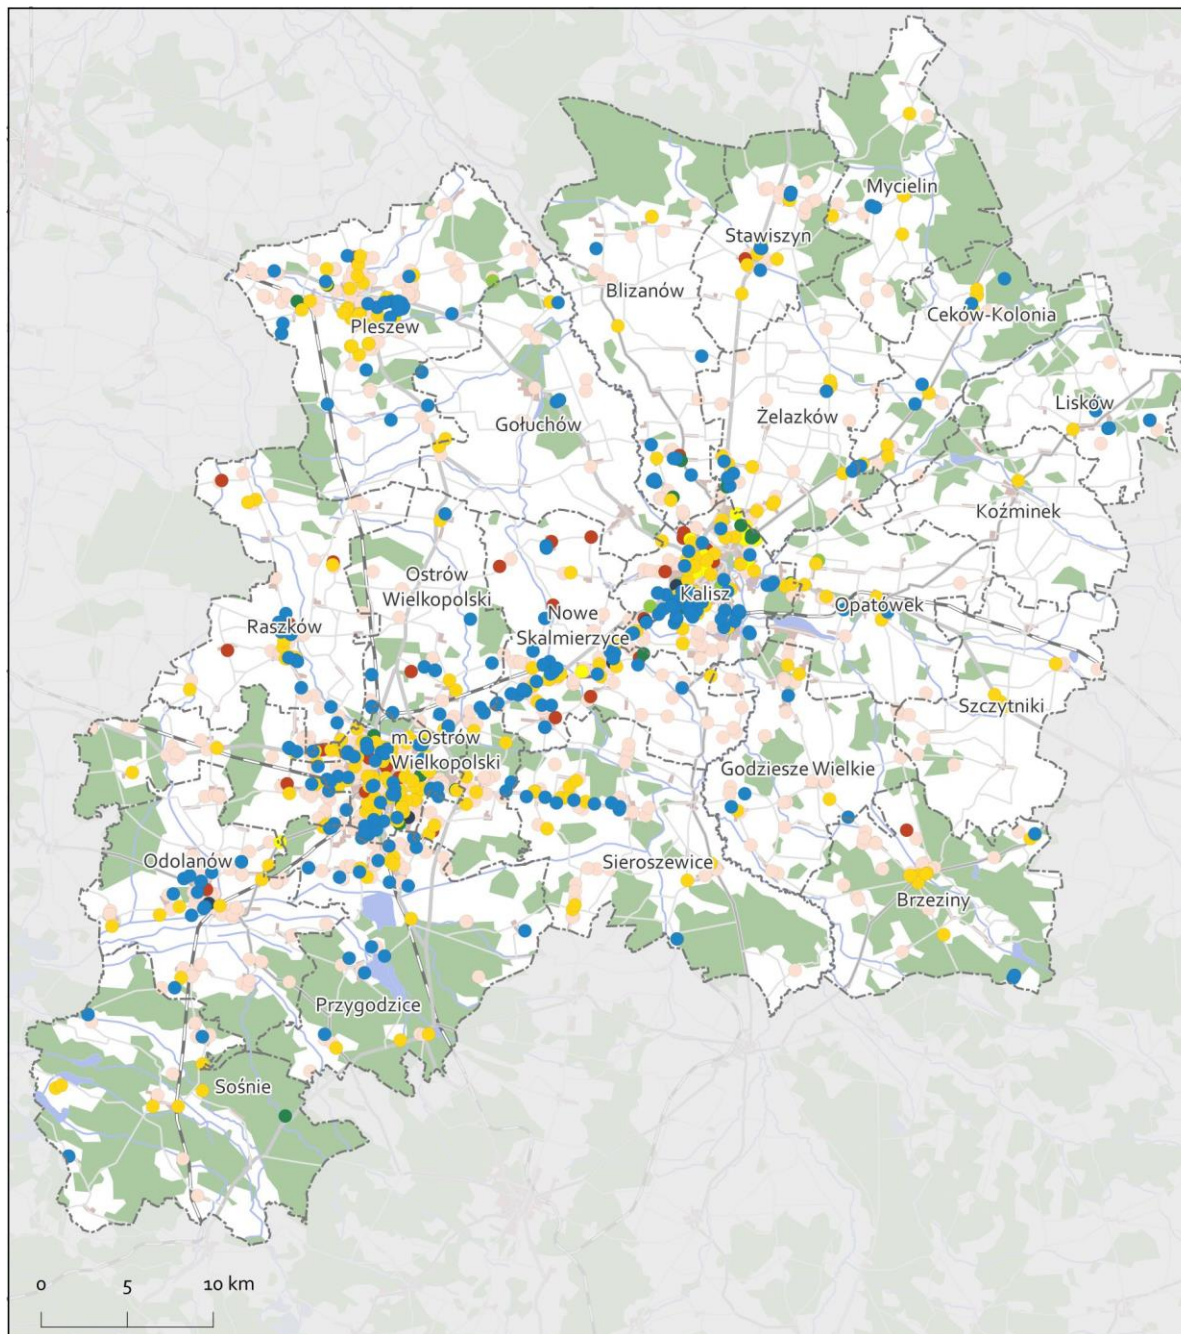 Mycielin
Stawiszyn
Blizanów
Ceków-Kolonia
Pleszew
Lisków
Gołuchów
Żelazków
Koźminek
Ostrów
Wielkopolski
Kalisz
Opatówek
Nowe
Skalmierzyce
Raszków
Szczytniki
m. Ostrów
Wielkopolski
Godziesze Wielkie
Odolanów
Sieroszewice
Brzeziny
Przygodzice
Sośnie
0 5 10 km